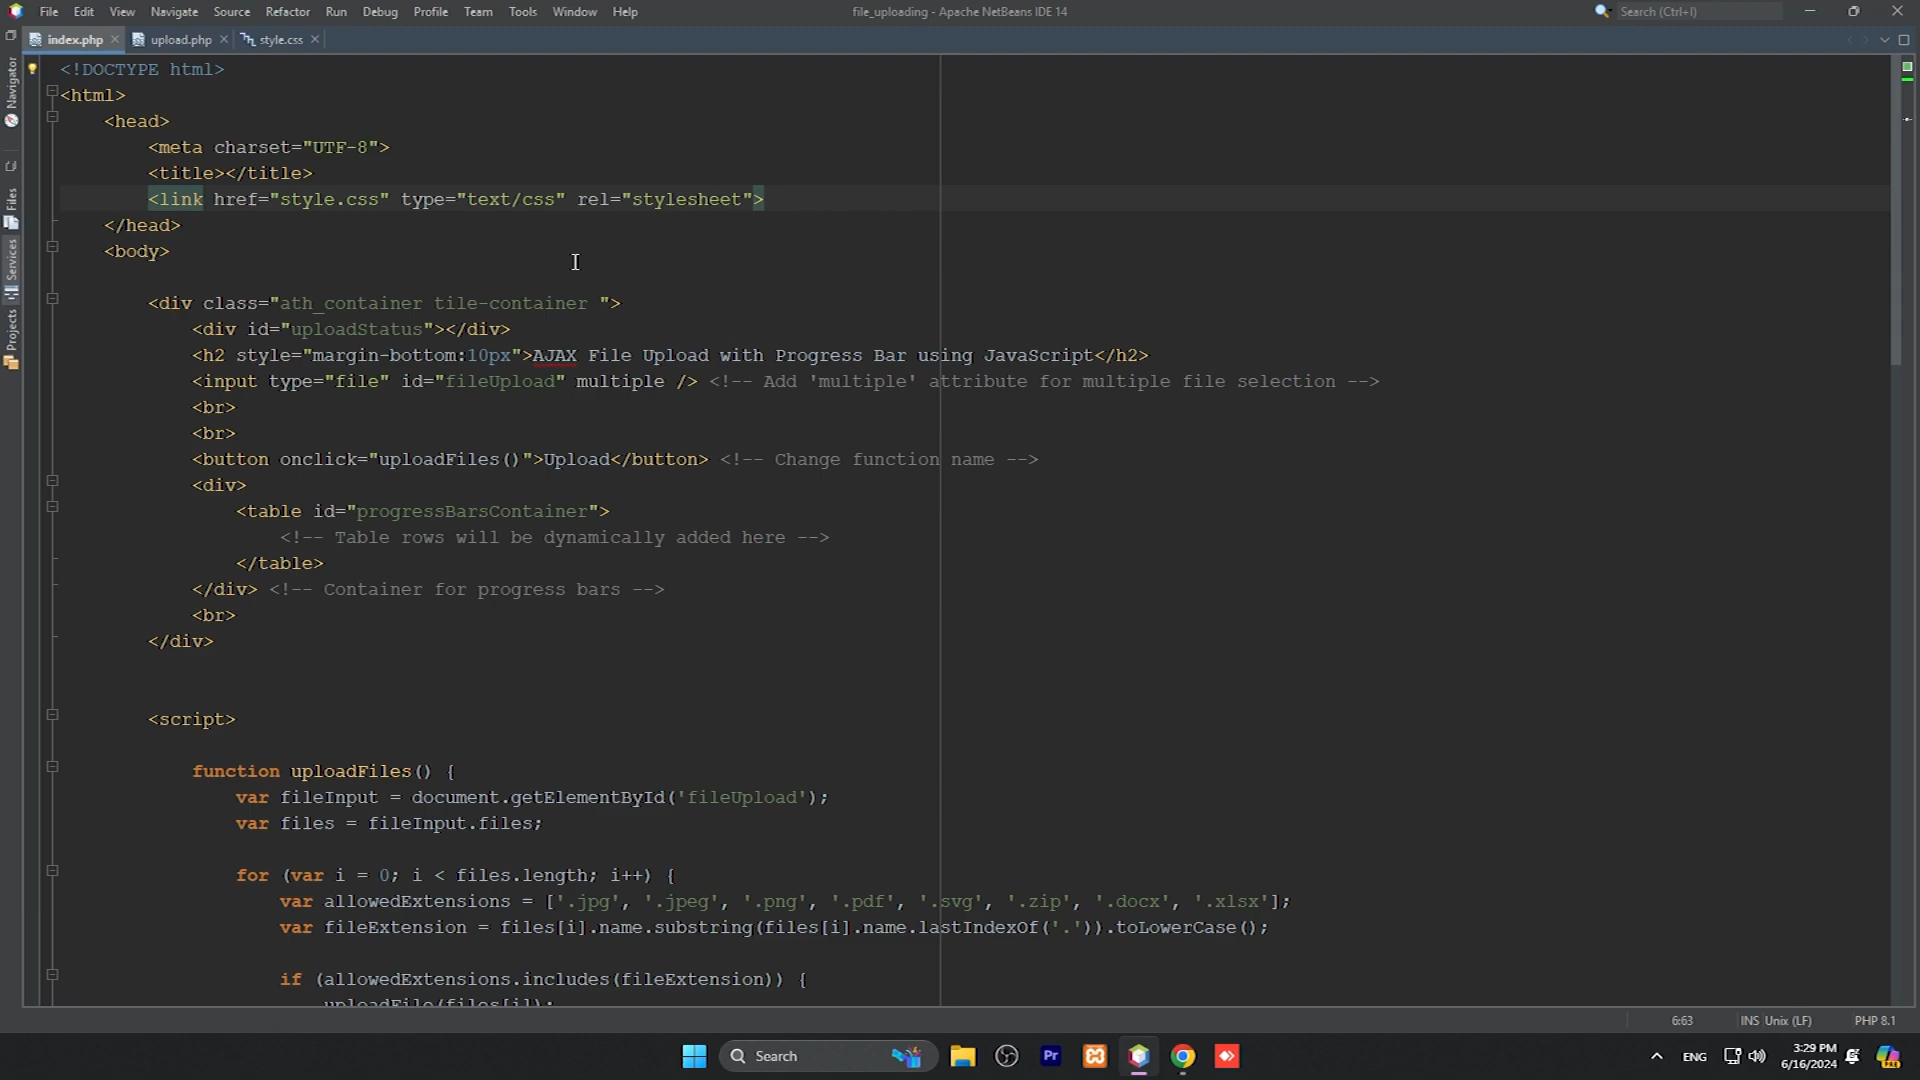 File Edit View Navigate Source Refactor Run Debug Profile Team Tools Window Help
file_uploading - Apache NetBeans IDE 14
Search (Ctrl+I)
index.php
upload.php
style.css
Navigator
Files
Services
Projects
<!DOCTYPE html>
<html>
<head>
<meta charset="UTF-8">
<title></title>
<link href="style.css" type="text/css" rel="stylesheet">
</head>
<body>
<div class="ath_container tile-container ">
<div id="uploadStatus"></div>
<h2 style="margin-bottom:10px">AJAX File Upload with Progress Bar using JavaScript</h2>
<input type="file" id="fileUpload" multiple /> <!-- Add 'multiple' attribute for multiple file selection -->
<br>
<br>
<button onclick="uploadFiles()">Upload</button> <!-- Change function name -->
<div>
<table id="progressBarsContainer">
<!-- Table rows will be dynamically added here -->
</table>
</div> <!-- Container for progress bars -->
<br>
</div>
<script>
function uploadFiles() {
var fileInput = document.getElementById('fileUpload');
var files = fileInput.files;
for (var i = 0; i < files.length; i++) {
var allowedExtensions = ['.jpg', '.jpeg', '.png', '.pdf', '.svg', '.zip', '.docx', '.xlsx'];
var fileExtension = files[i].name.substring(files[i].name.lastIndexOf('.')).toLowerCase();
if (allowedExtensions.includes(fileExtension)) {
uploadFile(files[i]);
6:63
INS Unix (LF)
PHP 8.1
Search
Pr
ENG
3:29 PM
6/16/2024
PRE